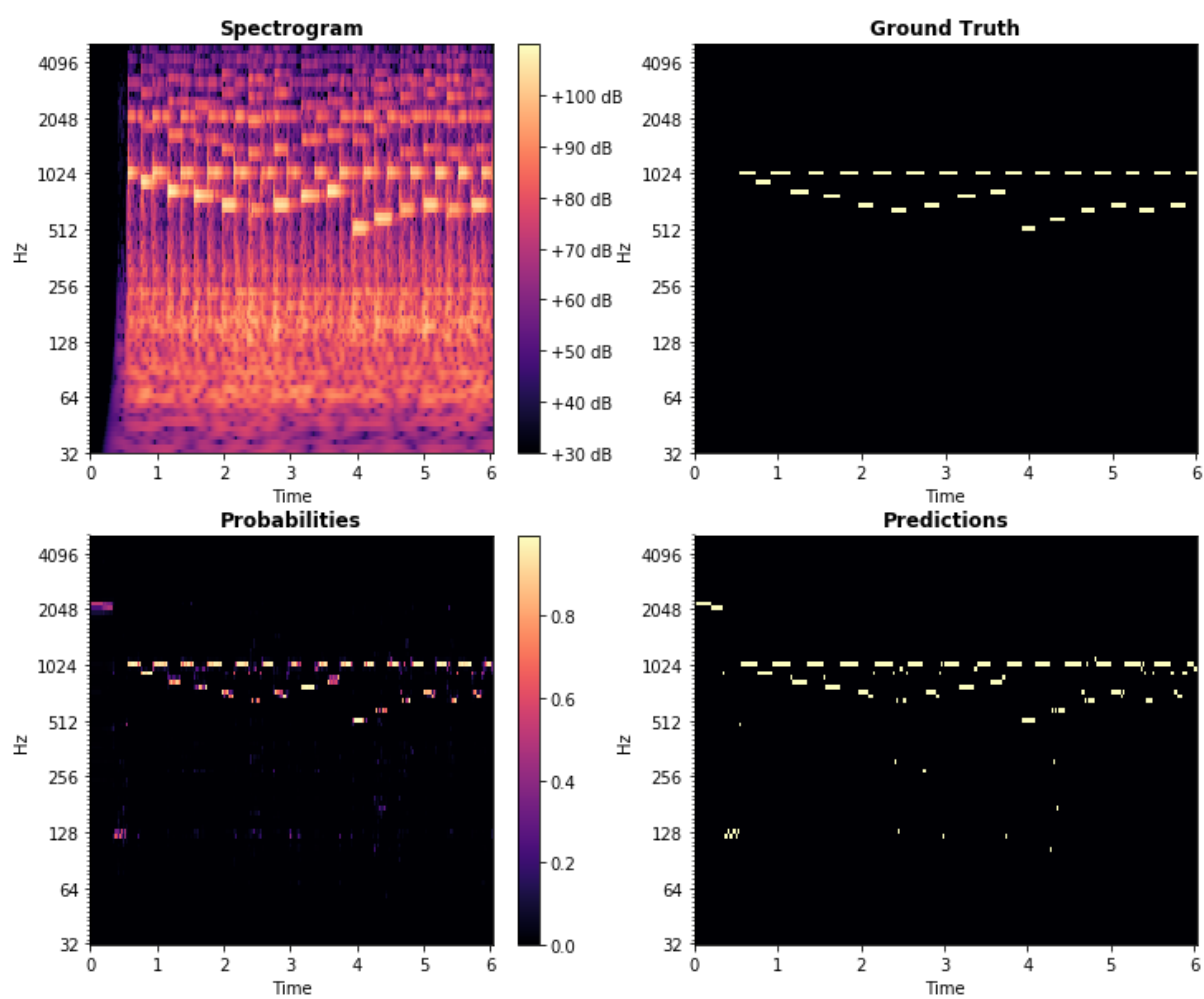 Spectrogram
4096
2048
1024
512
256
128
64
32
Hz
0 1 2 3 4 5 6
Time
+100 dB
+90 dB
+80 dB
+70 dB
+60 dB
+50 dB
+40 dB
+30 dB
Ground Truth
4096
2048
1024
512
256
128
64
32
Hz
0 1 2 3 4 5 6
Time
Probabilities
4096
2048
1024
512
256
128
64
32
Hz
0 1 2 3 4 5 6
Time
0.8
0.6
0.4
0.2
0.0
Predictions
4096
2048
1024
512
256
128
64
32
Hz
0 1 2 3 4 5 6
Time